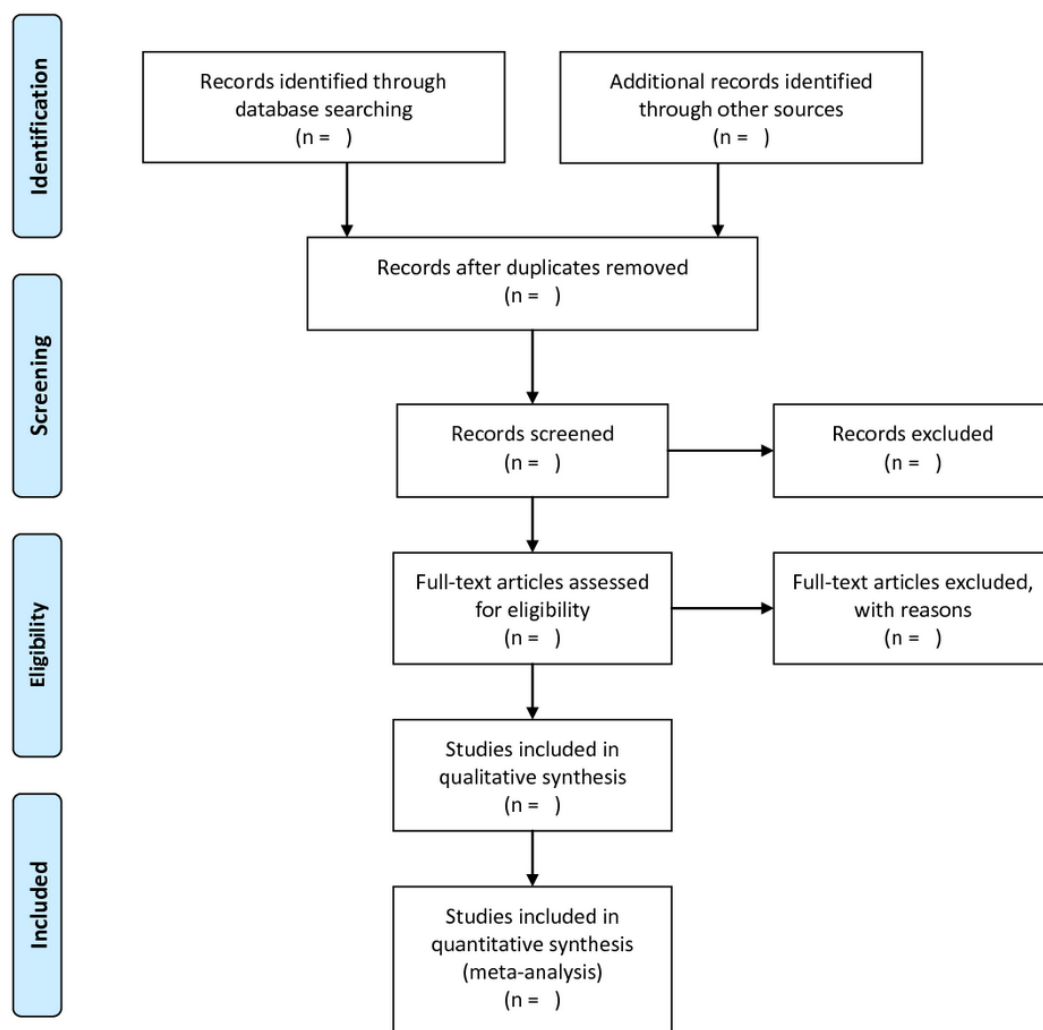 Identification
Records identified through
database searching
(n =   )
Additional records identified
through other sources
(n =   )
Records after duplicates removed
(n =   )
Screening
Records screened
(n =   )
Records excluded
(n =   )
Eligibility
Full-text articles assessed
for eligibility
(n =   )
Full-text articles excluded,
with reasons
(n =   )
Studies included in
qualitative synthesis
(n =   )
Included
Studies included in
quantitative synthesis
(meta-analysis)
(n =   )